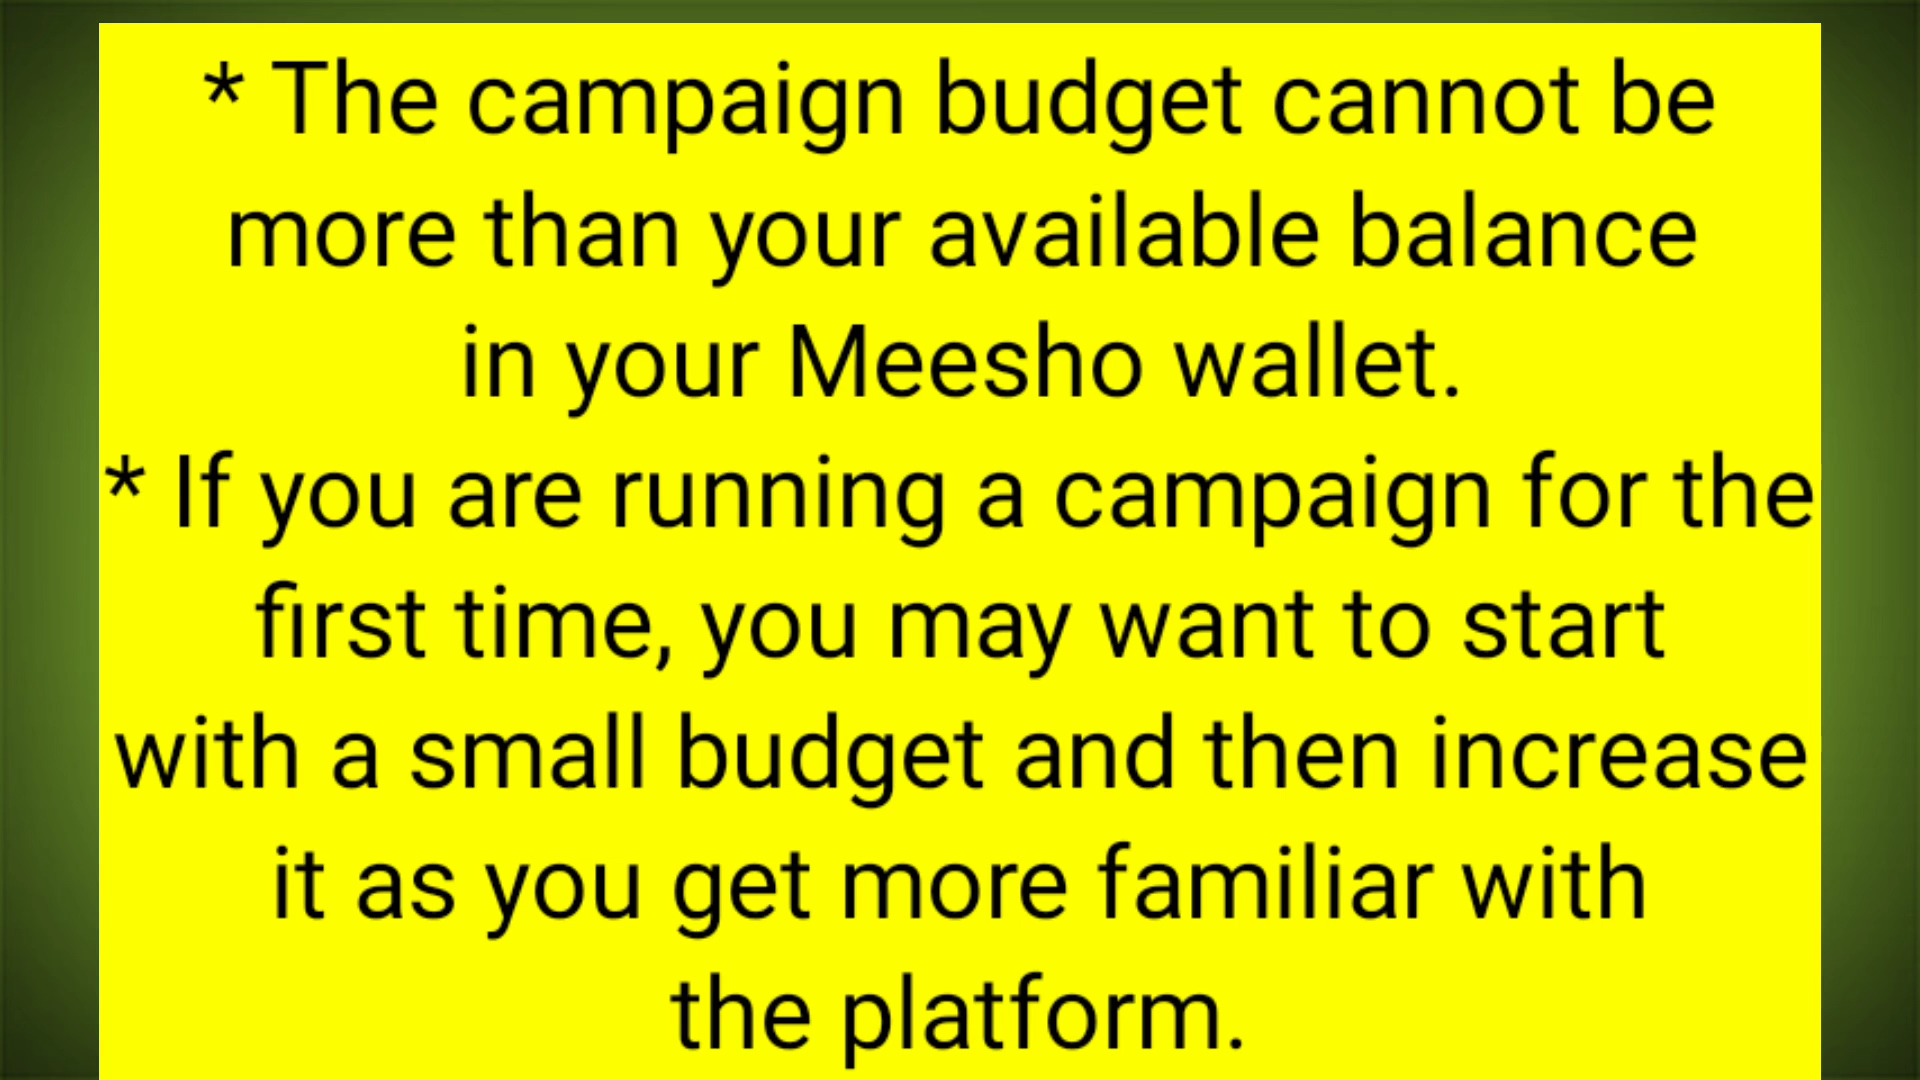 * The campaign budget cannot be
more than your available balance
in your Meesho wallet.
* If you are running a campaign for the
first time, you may want to start
with a small budget and then increase
it as you get more familiar with
the platform.